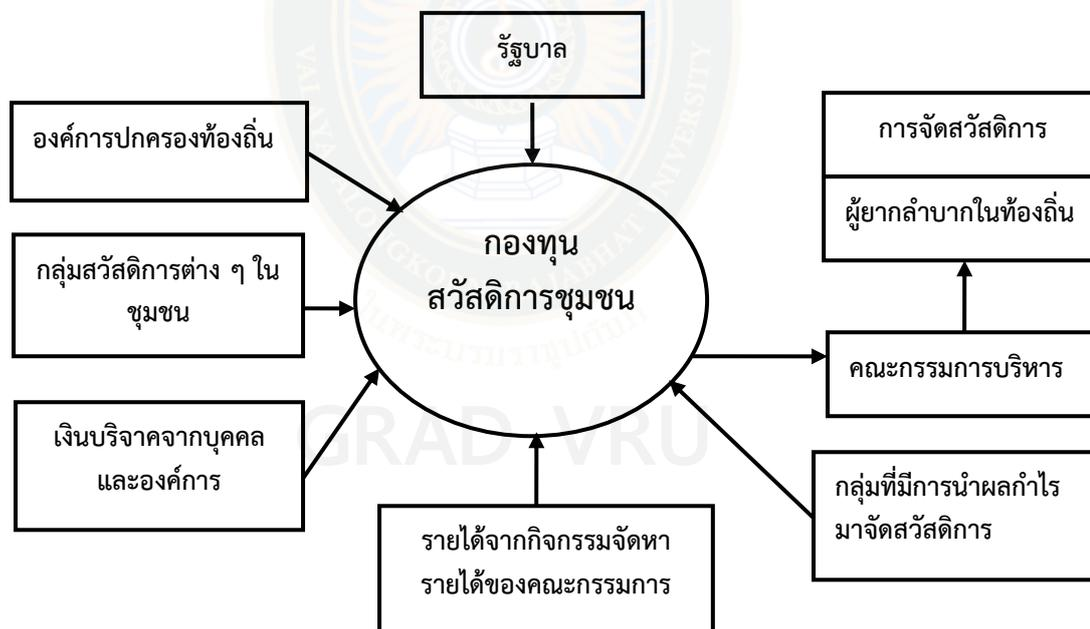 รัฐบาล
องค์การปกครองท้องถิ่น
การจัดสวัสดิการ
ผู้ยากลำบากในท้องถิ่น
กองทุน
สวัสดิการชุมชน
กลุ่มสวัสดิการต่าง ๆ ใน
ชุมชน
คณะกรรมการบริหาร
เงินบริจาคจากบุคคล
และองค์การ
กลุ่มที่มีการนำผลกำไร
มาจัดสวัสดิการ
รายได้จากกิจกรรมจัดหา
รายได้ของคณะกรรมการ
GRAD VRU